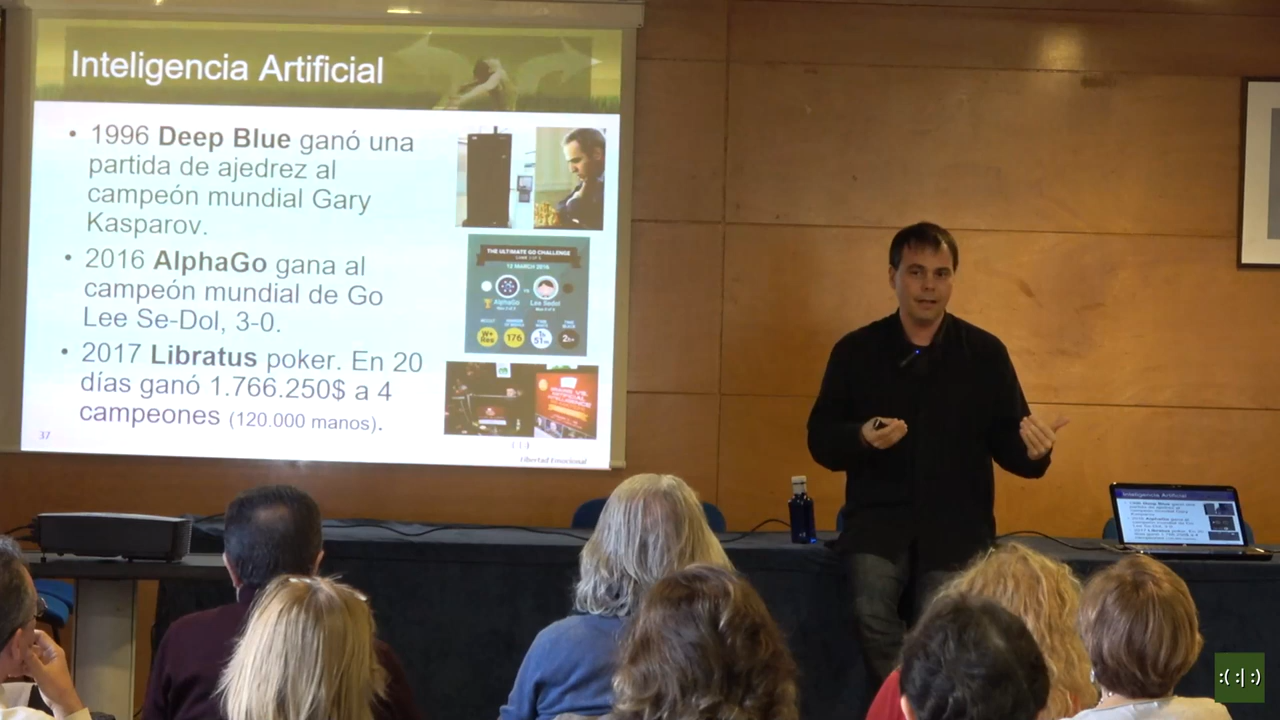 Inteligencia Artificial
• 1996 Deep Blue ganó una
partida de ajedrez al
campeón mundial Gary
Kasparov.
• 2016 AlphaGo gana al
campeón mundial de Go
Lee Se-Dol, 3-0.
• 2017 Libratus poker. En 20
días ganó 1.766.250$ a 4
campeones (120.000 manos).
37
Libertad Emocional
THE ULTIMATE GO CHALLENGE
12 MARCH 2016
AlphaGo
Lee Sedol
W+
Res
176
Inteligencia Artificial
:( :| :)